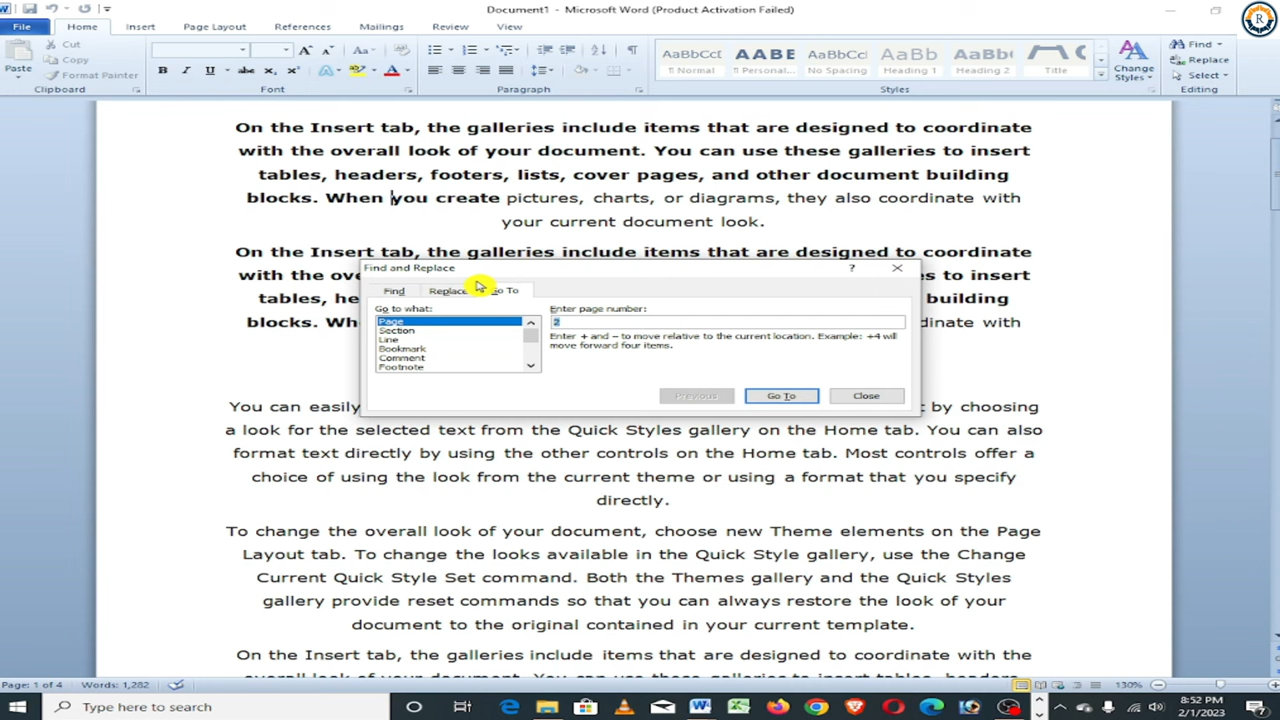 Document1 - Microsoft Word (Product Activation Failed)
File Home Insert Page Layout References Mailings Review View
Paste
Cut
Copy
Format Painter
Clipboard
Aa
B I U abc x₂ x²
Font
Paragraph
AaBbCcI AABE AaBbCcD AaBb AaBb(
¶ Normal ¶ Personal... No Spacing Heading 1 Heading 2 Title
Change
Styles
Styles
Find
Replace
Select
Editing
R
On the Insert tab, the galleries include items that are designed to coordinate
with the overall look of your document. You can use these galleries to insert
tables, headers, footers, lists, cover pages, and other document building
blocks. When you create pictures, charts, or diagrams, they also coordinate with
your current document look.
On the Insert tab, the galleries include items that are designed to coordinate
with the ov
es to insert
tables, he
building
blocks. Wh
dinate with
Find and Replace
?
Find Replace Go To
Go to what:
Page
Section
Line
Bookmark
Comment
Footnote
Enter page number:
2
Enter + and – to move relative to the current location. Example: +4 will
move forward four items.
Previous Go To Close
You can easily
t by choosing
a look for the selected text from the Quick Styles gallery on the Home tab. You can also
format text directly by using the other controls on the Home tab. Most controls offer a
choice of using the look from the current theme or using a format that you specify
directly.
To change the overall look of your document, choose new Theme elements on the Page
Layout tab. To change the looks available in the Quick Style gallery, use the Change
Current Quick Style Set command. Both the Themes gallery and the Quick Styles
gallery provide reset commands so that you can always restore the look of your
document to the original contained in your current template.
On the Insert tab, the galleries include items that are designed to coordinate with the
Page: 1 of 4 Words: 1,282
130%
Type here to search
8:52 PM
2/1/2023